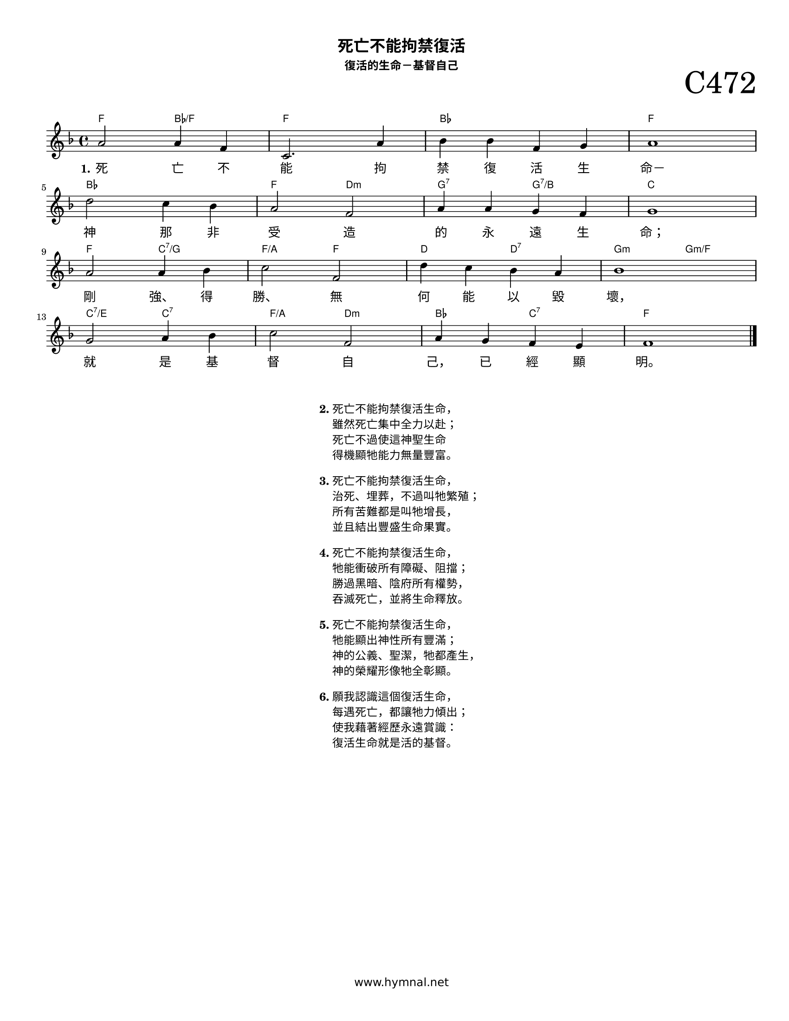 死亡不能拘禁復活
復活的生命－基督自己
C472
F B♭/F F B♭ F
1. 死 亡 不 能 拘 禁 復 活 生 命－
5 B♭ F Dm G7 G7/B C
神 那 非 受 造 的 永 遠 生 命；
9 F C7/G F/A F D D7 Gm Gm/F
剛 強、 得 勝、 無 何 能 以 毀 壞，
13 C7/E C7 F/A Dm B♭ C7 F
就 是 基 督 自 己， 已 經 顯 明。
2. 死亡不能拘禁復活生命，
雖然死亡集中全力以赴；
死亡不過使這神聖生命
得機顯牠能力無量豐富。
3. 死亡不能拘禁復活生命，
治死、埋葬，不過叫牠繁殖；
所有苦難都是叫牠增長，
並且結出豐盛生命果實。
4. 死亡不能拘禁復活生命，
牠能衝破所有障礙、阻擋；
勝過黑暗、陰府所有權勢，
吞滅死亡，並將生命釋放。
5. 死亡不能拘禁復活生命，
牠能顯出神性所有豐滿；
神的公義、聖潔，牠都產生，
神的榮耀形像牠全彰顯。
6. 願我認識這個復活生命，
每遇死亡，都讓牠力傾出；
使我藉著經歷永遠賞識：
復活生命就是活的基督。
www.hymnal.net